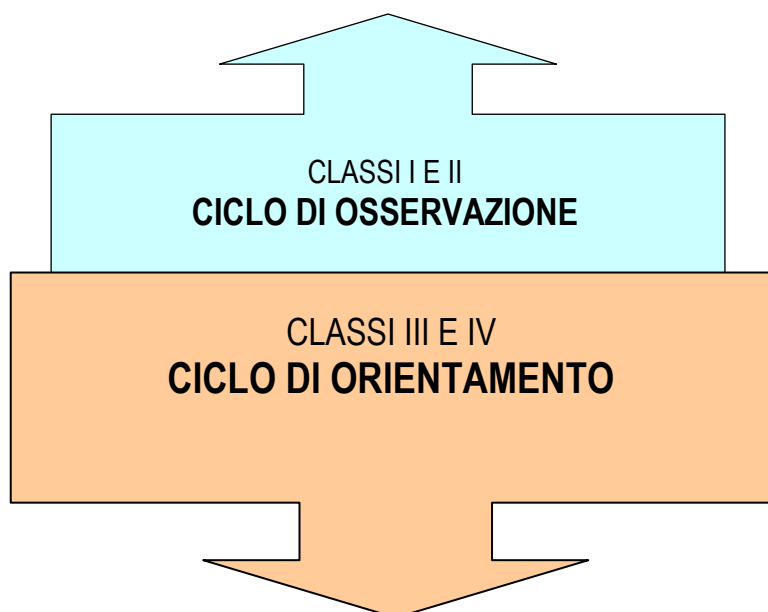 CLASSI I E II
CICLO DI OSSERVAZIONE
CLASSI III E IV
CICLO DI ORIENTAMENTO